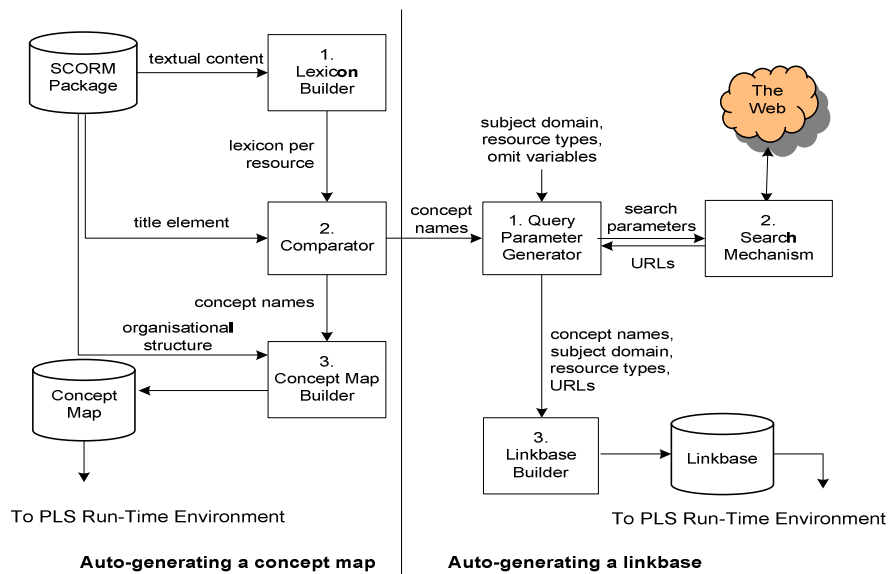 SCORM
Package
textual content
1.
Lexicon
Builder
lexicon per
resource
title element
2.
Comparator
concept names
organisational
structure
3.
Concept Map
Builder
Concept
Map
To PLS Run-Time Environment
Auto-generating a concept map
The
Web
subject domain,
resource types,
omit variables
concept
names
1. Query
Parameter
Generator
search
parameters
URLs
2.
Search
Mechanism
concept names,
subject domain,
resource types,
URLs
3.
Linkbase
Builder
Linkbase
To PLS Run-Time Environment
Auto-generating a linkbase